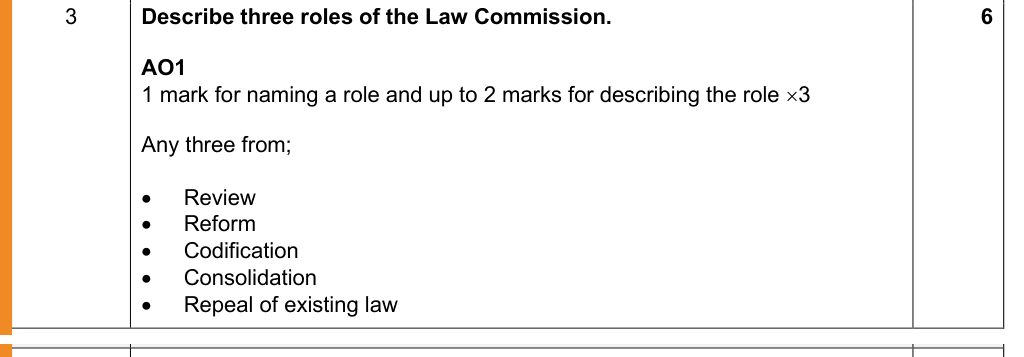 3 Describe three roles of the Law Commission. 6
AO1
1 mark for naming a role and up to 2 marks for describing the role ×3
Any three from;
• Review
• Reform
• Codification
• Consolidation
• Repeal of existing law